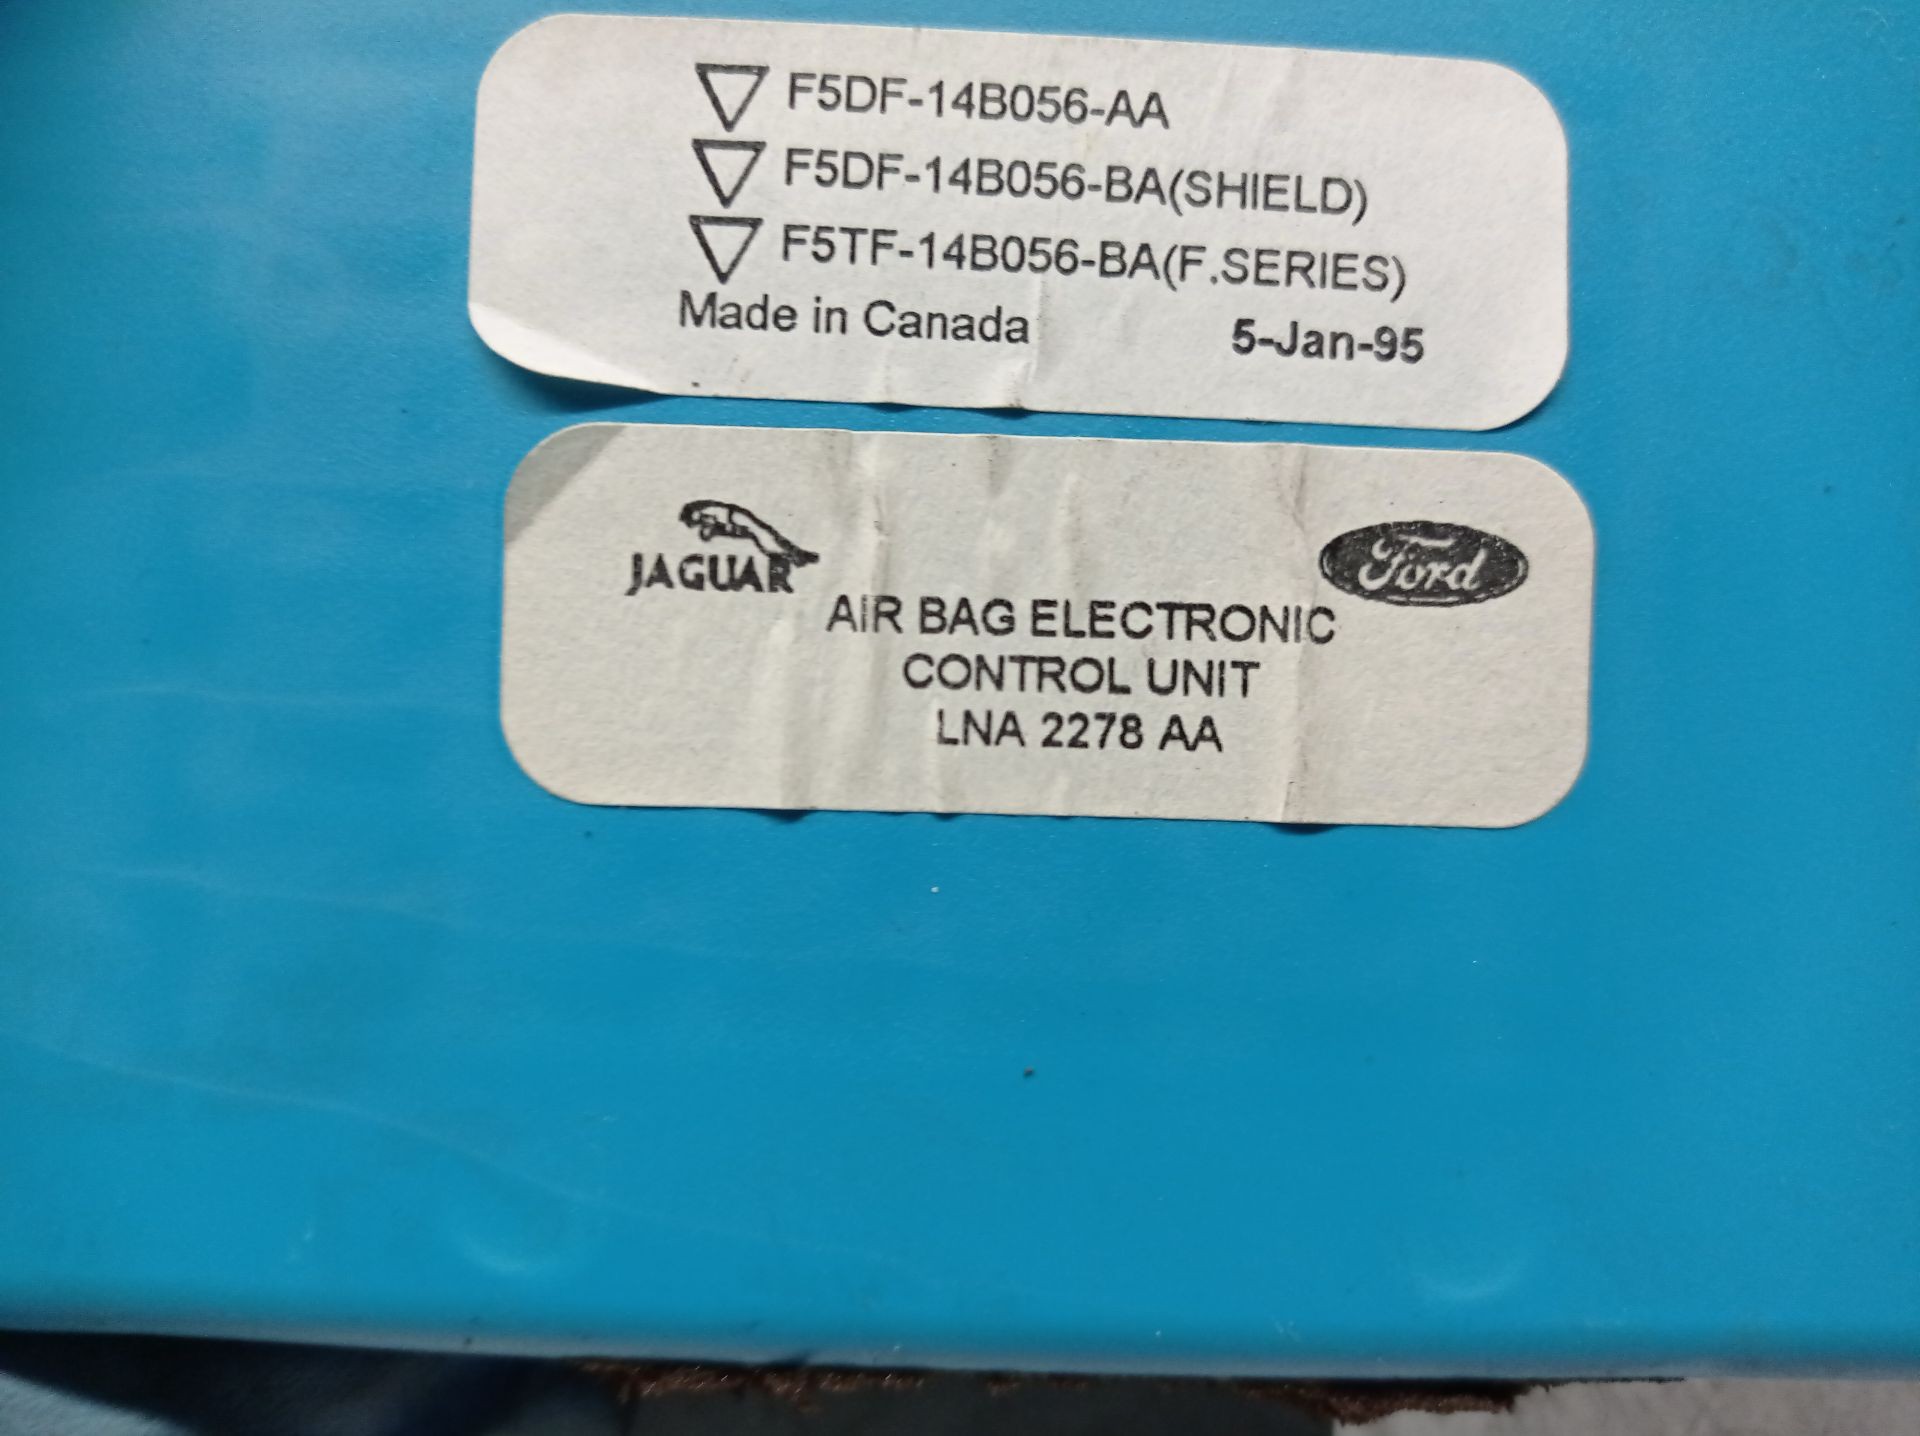 F5DF-14B056-AA
F5DF-14B056-BA(SHIELD)
F5TF-14B056-BA(F.SERIES)
Made in Canada 5-Jan-95
JAGUAR Ford
AIR BAG ELECTRONIC
CONTROL UNIT
LNA 2278 AA